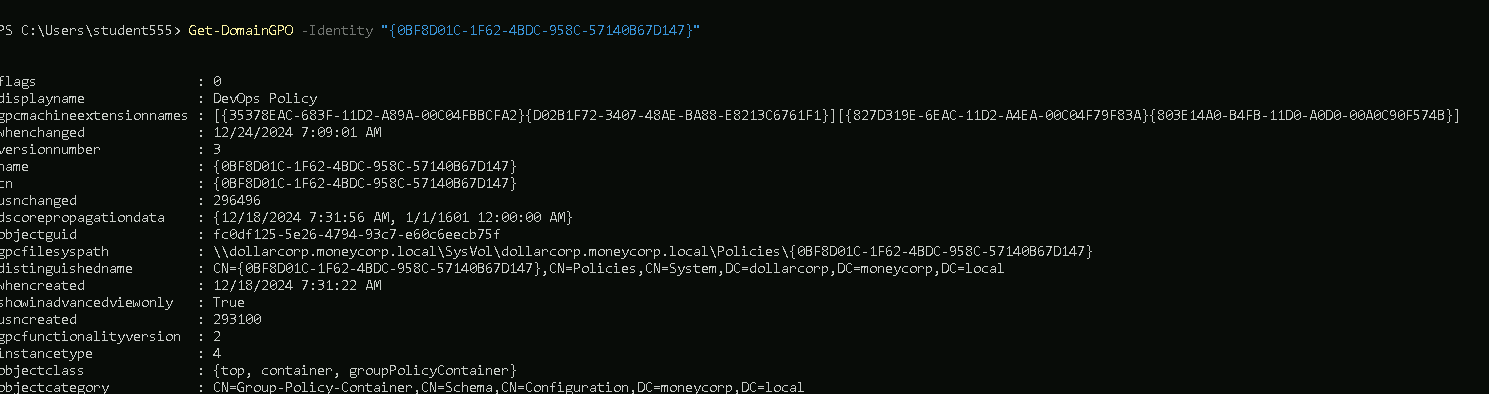 PS C:\Users\student555> Get-DomainGPO -Identity "{0BF8D01C-1F62-4BDC-958C-57140B67D147}"
flags : 0
displayname : DevOps Policy
gpcmachineextensionnames : [{35378EAC-683F-11D2-A89A-00C04FBBCFA2}{D02B1F72-3407-48AE-BA88-E8213C6761F1}][{827D319E-6EAC-11D2-A4EA-00C04F79F83A}{803E14A0-B4FB-11D0-A0D0-00A0C90F574B}]
whenchanged : 12/24/2024 7:09:01 AM
versionnumber : 3
name : {0BF8D01C-1F62-4BDC-958C-57140B67D147}
cn : {0BF8D01C-1F62-4BDC-958C-57140B67D147}
usnchanged : 296496
dscorepropagationdata : {12/18/2024 7:31:56 AM, 1/1/1601 12:00:00 AM}
objectguid : fc0df125-5e26-4794-93c7-e60c6eecb75f
gpcfilesyspath : \\dollarcorp.moneycorp.local\SysVol\dollarcorp.moneycorp.local\Policies\{0BF8D01C-1F62-4BDC-958C-57140B67D147}
distinguishedname : CN={0BF8D01C-1F62-4BDC-958C-57140B67D147},CN=Policies,CN=System,DC=dollarcorp,DC=moneycorp,DC=local
whencreated : 12/18/2024 7:31:22 AM
showinadvancedviewonly : True
usncreated : 293100
gpcfunctionalityversion : 2
instancetype : 4
objectclass : {top, container, groupPolicyContainer}
objectcategory : CN=Group-Policy-Container,CN=Schema,CN=Configuration,DC=moneycorp,DC=local